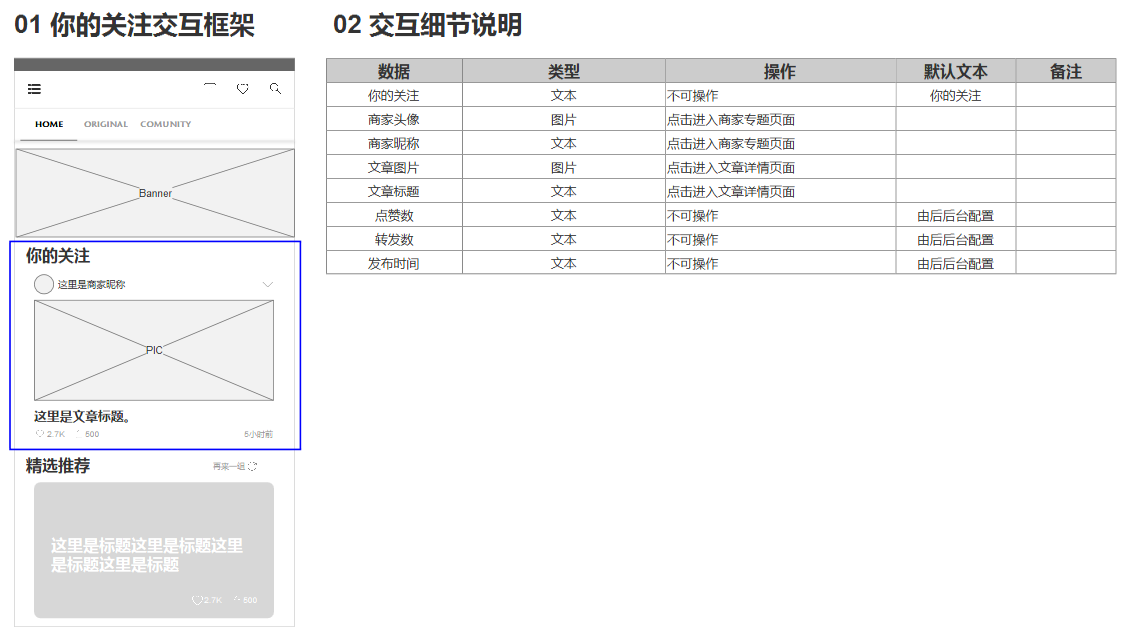 01 你的关注交互框架
02 交互细节说明
HOME ORIGINAL COMUNITY
Banner
你的关注
这里是商家昵称
PIC
这里是文章标题。
2.7K 500 5小时前
精选推荐 再来一组
这里是标题这里是标题这里
是标题这里是标题
2.7K 500
数据 类型 操作 默认文本 备注
你的关注 文本 不可操作 你的关注
商家头像 图片 点击进入商家专题页面
商家昵称 文本 点击进入商家专题页面
文章图片 图片 点击进入文章详情页面
文章标题 文本 点击进入文章详情页面
点赞数 文本 不可操作 由后后台配置
转发数 文本 不可操作 由后后台配置
发布时间 文本 不可操作 由后后台配置